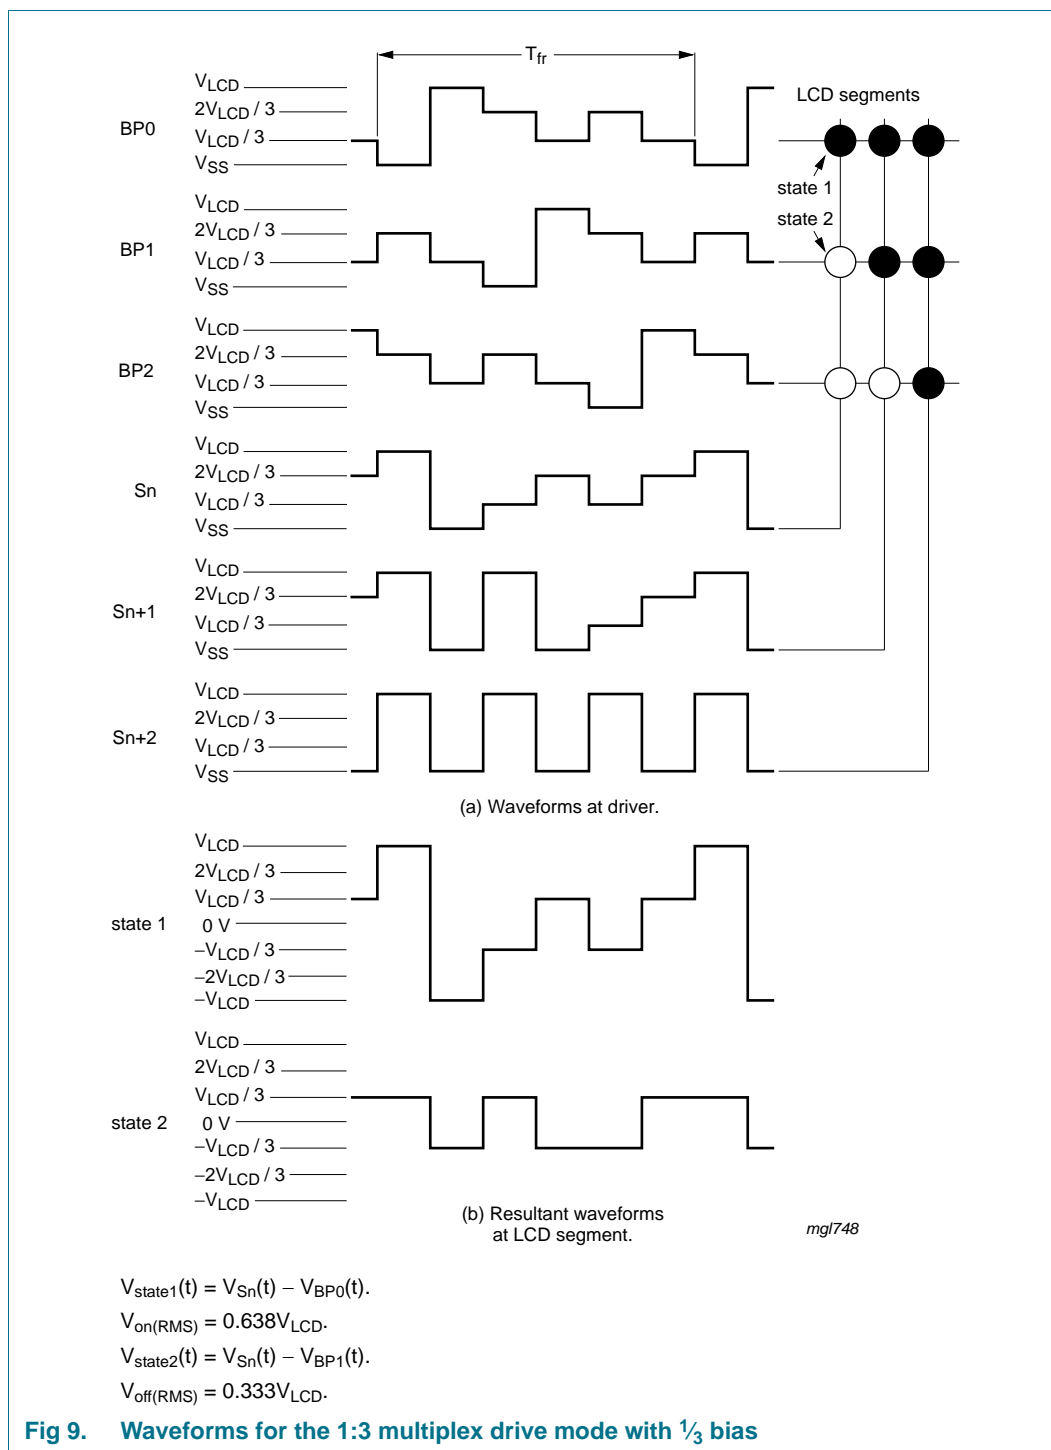 Tfr
LCD segments
BP0
VLCD
2VLCD / 3
VLCD / 3
VSS
state 1
BP1
VLCD
2VLCD / 3
VLCD / 3
VSS
state 2
BP2
VLCD
2VLCD / 3
VLCD / 3
VSS
Sn
VLCD
2VLCD / 3
VLCD / 3
VSS
Sn+1
VLCD
2VLCD / 3
VLCD / 3
VSS
Sn+2
VLCD
2VLCD / 3
VLCD / 3
VSS
(a) Waveforms at driver.
state 1
VLCD
2VLCD / 3
VLCD / 3
0 V
−VLCD / 3
−2VLCD / 3
−VLCD
state 2
VLCD
2VLCD / 3
VLCD / 3
0 V
−VLCD / 3
−2VLCD / 3
−VLCD
(b) Resultant waveforms
at LCD segment.
mgl748
Vstate1(t) = VSn(t) − VBP0(t).
Von(RMS) = 0.638VLCD.
Vstate2(t) = VSn(t) − VBP1(t).
Voff(RMS) = 0.333VLCD.
Fig 9. Waveforms for the 1:3 multiplex drive mode with 1⁄3 bias